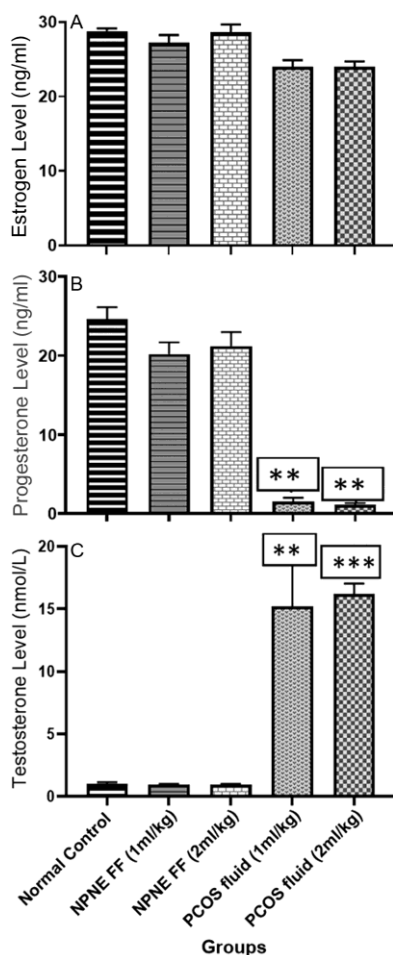 A
Estrogen Level (ng/ml)
30
20
10
0
B
Progesterone Level (ng/ml)
30
20
10
0
**
**
C
Testosterone Level (nmol/L)
20
15
10
5
0
**
***
Normal Control
NPNE FF (1ml/kg)
NPNE FF (2ml/kg)
PCOS fluid (1ml/kg)
PCOS fluid (2ml/kg)
Groups